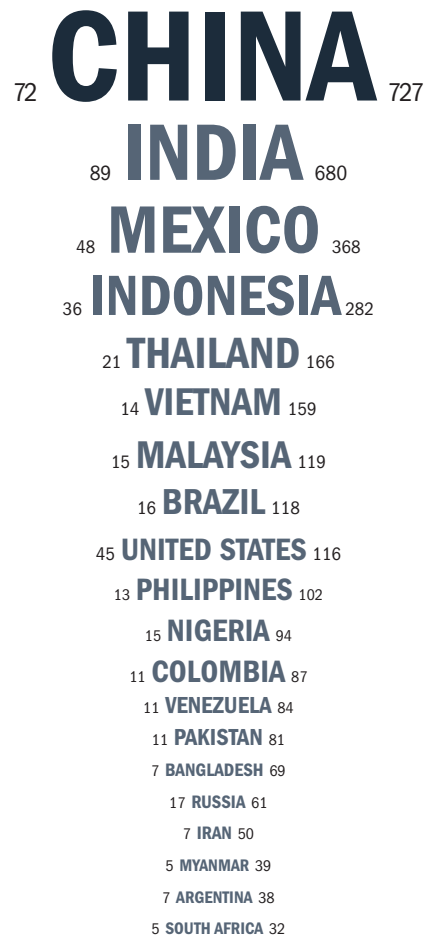 72 CHINA 727
89 INDIA 680
48 MEXICO 368
36 INDONESIA 282
21 THAILAND 166
14 VIETNAM 159
15 MALAYSIA 119
16 BRAZIL 118
45 UNITED STATES 116
13 PHILIPPINES 102
15 NIGERIA 94
11 COLOMBIA 87
11 VENEZUELA 84
11 PAKISTAN 81
7 BANGLADESH 69
17 RUSSIA 61
7 IRAN 50
5 MYANMAR 39
7 ARGENTINA 38
5 SOUTH AFRICA 32